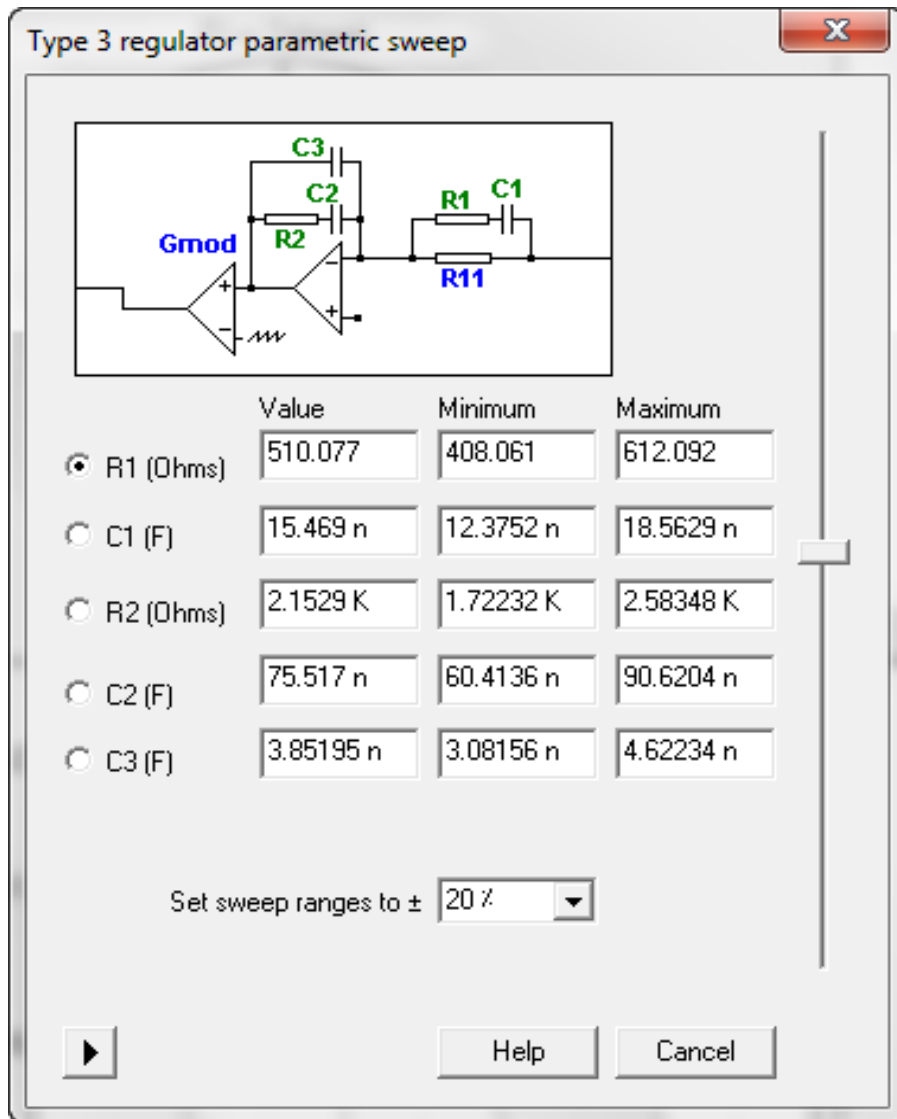 Type 3 regulator parametric sweep
C3
C2
R1 C1
Gmod R2
R11
Value Minimum Maximum
R1 (Ohms) 510.077 408.061 612.092
C1 (F) 15.469 n 12.3752 n 18.5629 n
R2 (Ohms) 2.1529 K 1.72232 K 2.58348 K
C2 (F) 75.517 n 60.4136 n 90.6204 n
C3 (F) 3.85195 n 3.08156 n 4.62234 n
Set sweep ranges to ± 20 %
Help Cancel